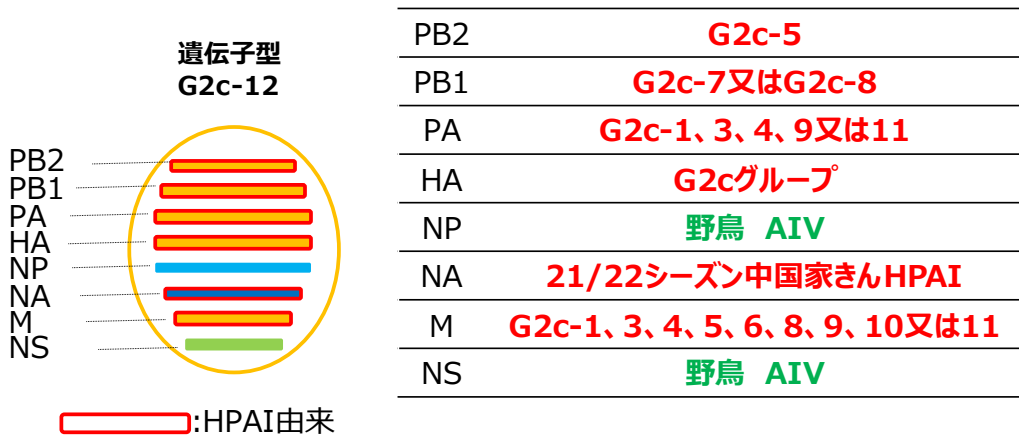 遺伝子型
G2c-12
PB2
PB1
PA
HA
NP
NA
M
NS
:HPAI由来
PB2 G2c-5
PB1 G2c-7又はG2c-8
PA G2c-1、3、4、9又は11
HA G2cグループ
NP 野鳥 AIV
NA 21/22シーズン中国家きんHPAI
M G2c-1、3、4、5、6、8、9、10又は11
NS 野鳥 AIV